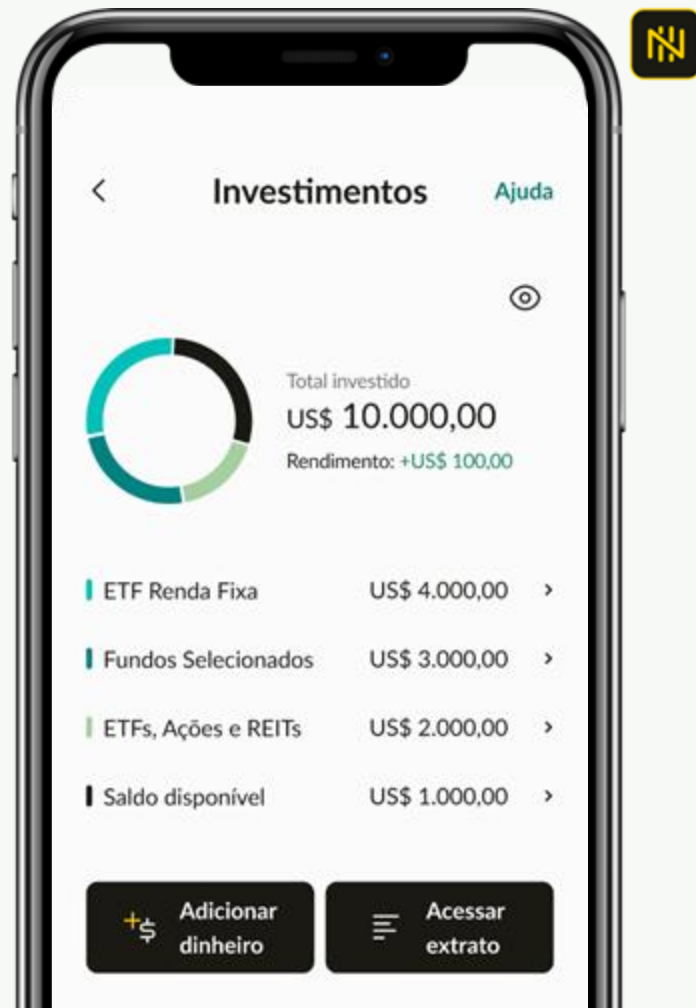 Investimentos
Ajuda
Total investido
US$ 10.000,00
Rendimento: +US$ 100,00
ETF Renda Fixa US$ 4.000,00
Fundos Selecionados US$ 3.000,00
ETFs, Ações e REITs US$ 2.000,00
Saldo disponível US$ 1.000,00
Adicionar
dinheiro
Acessar
extrato